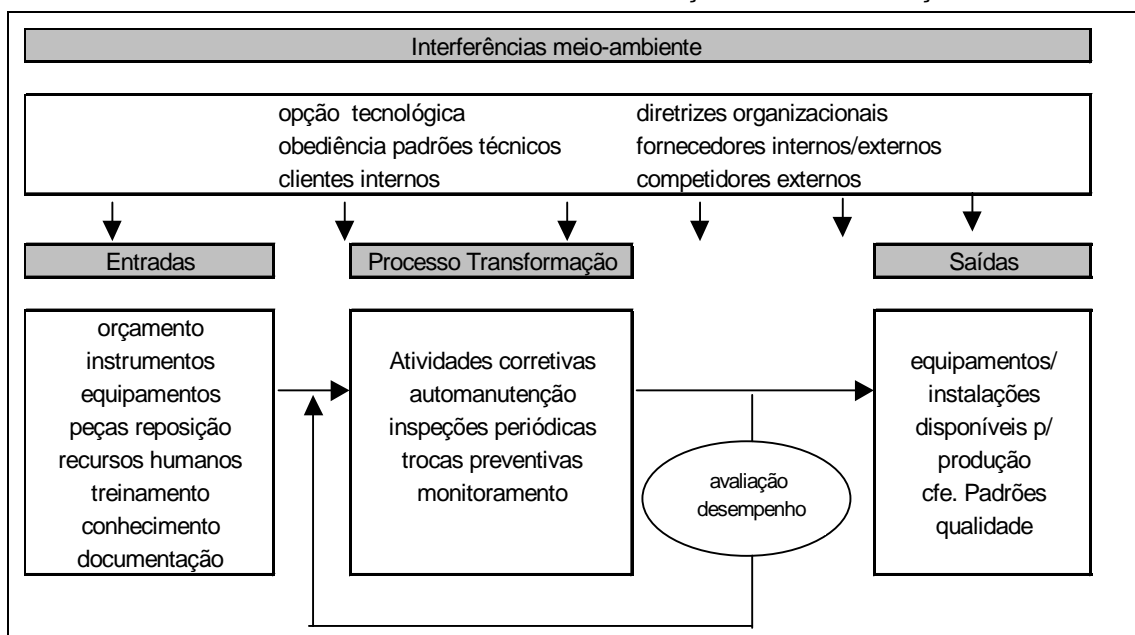 Interferências meio-ambiente
opção tecnológica
obediência padrões técnicos
clientes internos
diretrizes organizacionais
fornecedores internos/externos
competidores externos
Entradas
Processo Transformação
Saídas
orçamento
instrumentos
equipamentos
peças reposição
recursos humanos
treinamento
conhecimento
documentação
Atividades corretivas
automanutenção
inspeções periódicas
trocas preventivas
monitoramento
avaliação
desempenho
equipamentos/
instalações
disponíveis p/
produção
cfe. Padrões
qualidade